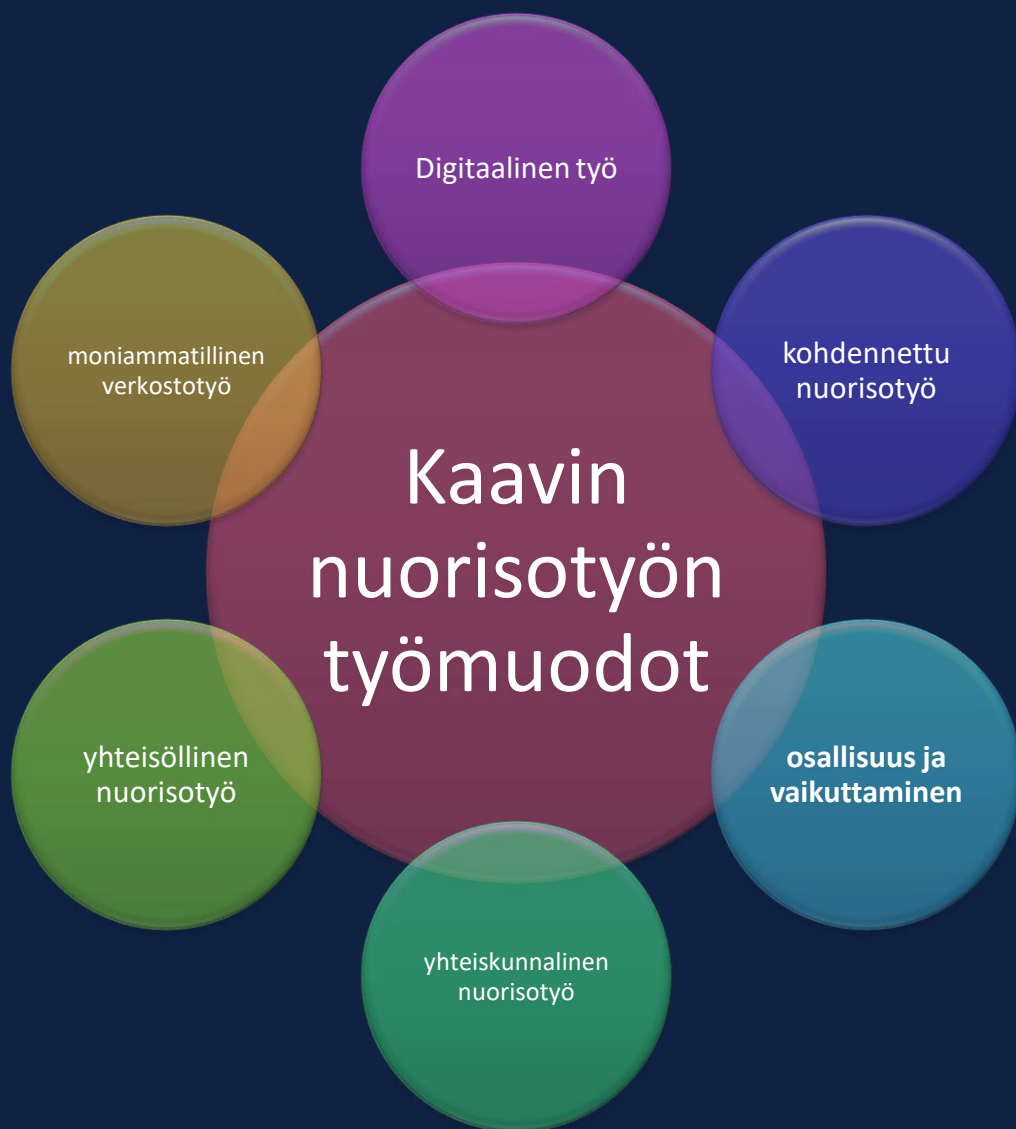 Digitaalinen työ
kohdennettu
nuorisotyö
osallisuus ja
vaikuttaminen
yhteiskunnalinen
nuorisotyö
yhteisöllinen
nuorisotyö
moniammatillinen
verkostotyö
Kaavin
nuorisotyön
työmuodot